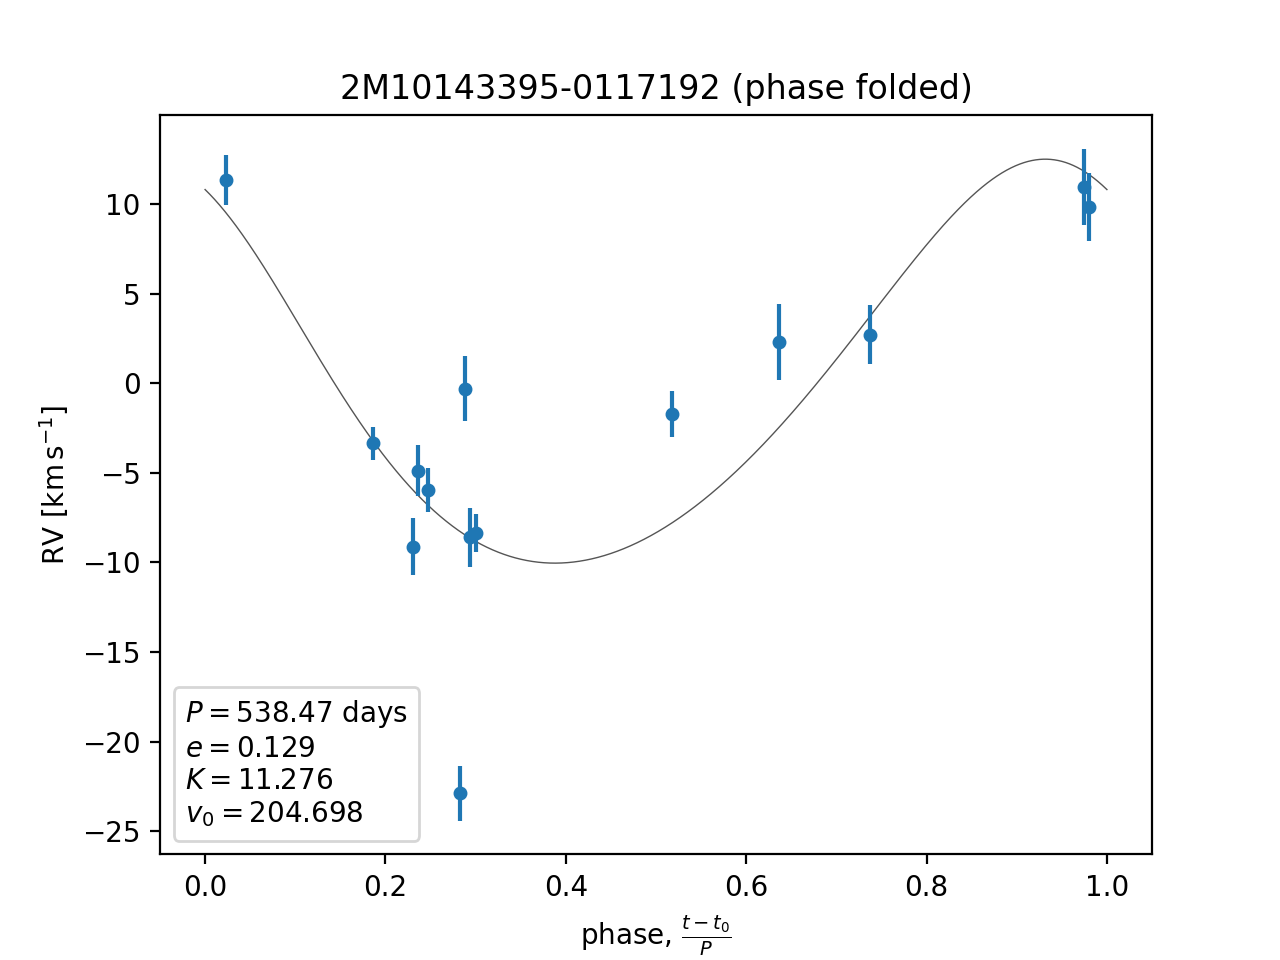 2M10143395-0117192 (phase folded)
RV [km s⁻¹]
10
5
0
−5
−10
−15
−20
−25
P = 538.47 days
e = 0.129
K = 11.276
v₀ = 204.698
0.0 0.2 0.4 0.6 0.8 1.0
phase, (t − t₀)/P